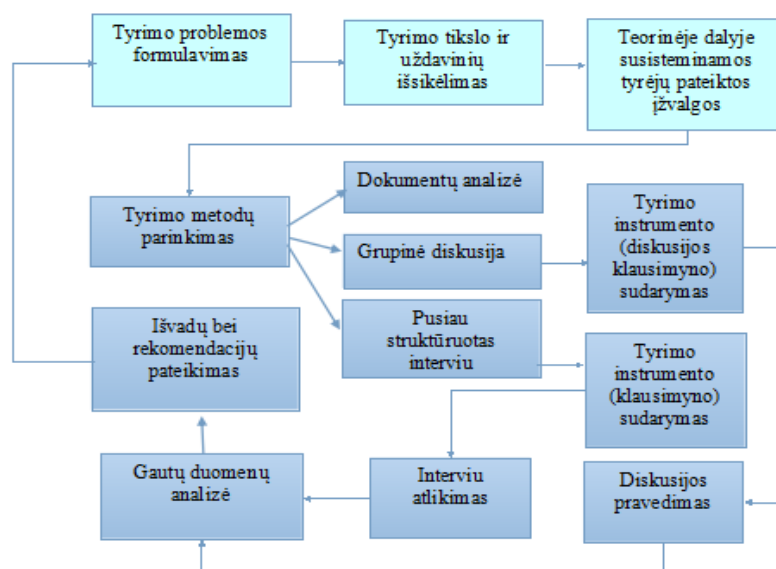 Tyrimo problemos
formulavimas
Tyrimo tikslo ir
uždavinių
išsikėlimas
Teorinėje dalyje
susisteminamos
tyrėjų pateiktos
įžvalgos
Tyrimo metodų
parinkimas
Dokumentų analizė
Grupinė diskusija
Pusiau
struktūruotas
interviu
Tyrimo
instrumento
(diskusijos
klausimyno)
sudarymas
Išvadų bei
rekomendacijų
pateikimas
Tyrimo
instrumento
(klausimyno)
sudarymas
Gautų duomenų
analizė
Interviu
atlikimas
Diskusijos
pravedimas